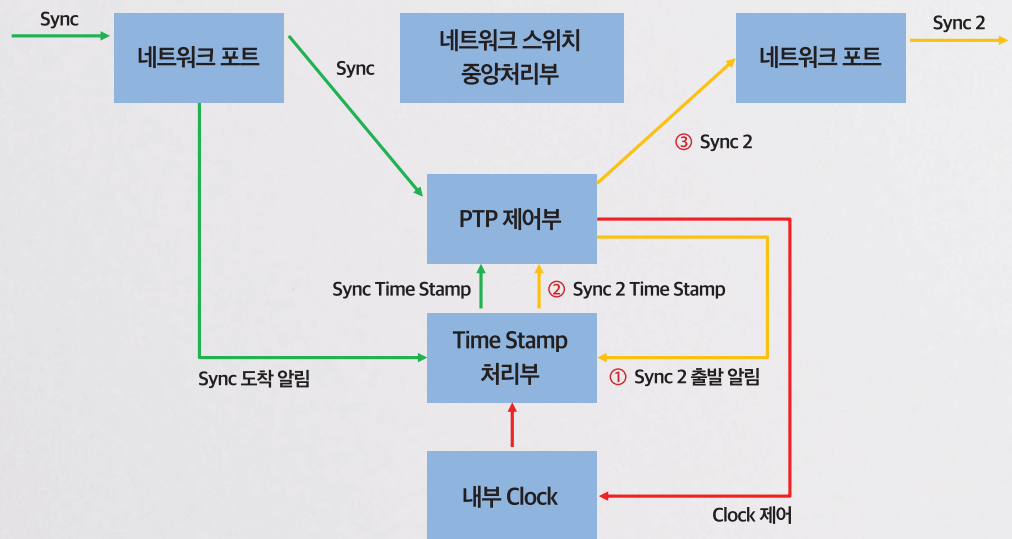 Sync
네트워크 포트
Sync
네트워크 스위치
중앙처리부
네트워크 포트
Sync 2
③ Sync 2
PTP 제어부
Sync Time Stamp
② Sync 2 Time Stamp
Time Stamp
처리부
Sync 도착 알림
① Sync 2 출발 알림
내부 Clock
Clock 제어